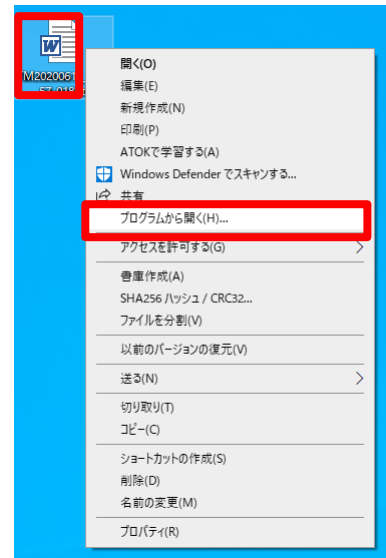 M2020061
開く(O)
編集(E)
新規作成(N)
印刷(P)
ATOKで学習する(A)
Windows Defender でスキャンする...
共有
プログラムから開く(H)...
アクセスを許可する(G)
書庫作成(A)
SHA256 ハッシュ / CRC32...
ファイルを分割(V)
以前のバージョンの復元(V)
送る(N)
切り取り(T)
コピー(C)
ショートカットの作成(S)
削除(D)
名前の変更(M)
プロパティ(R)